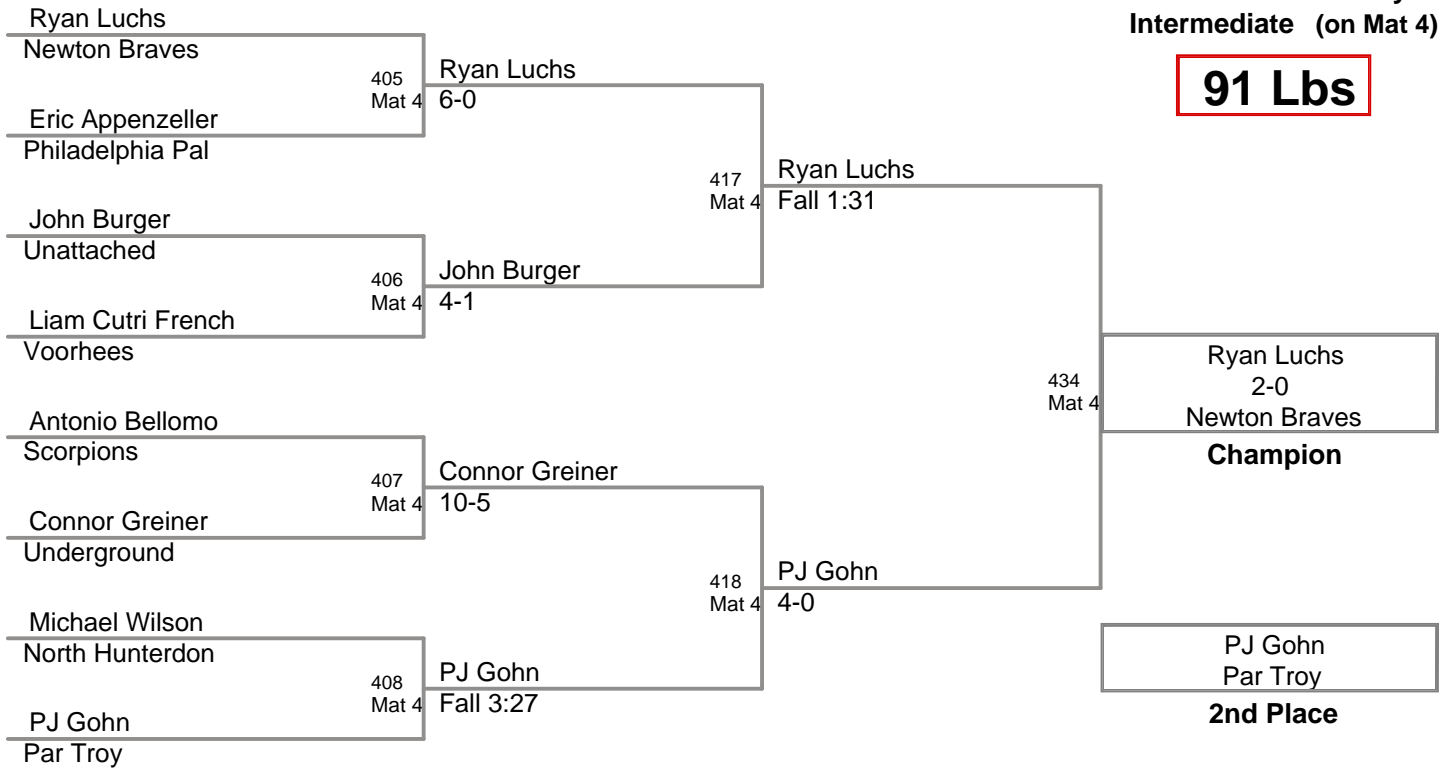 Intermediate (on Mat 4)
91 Lbs
Ryan Luchs
Newton Braves
405
Mat 4
Ryan Luchs
6-0
Eric Appenzeller
Philadelphia Pal
417
Mat 4
Ryan Luchs
Fall 1:31
John Burger
Unattached
406
Mat 4
John Burger
4-1
Liam Cutri French
Voorhees
434
Mat 4
Ryan Luchs
2-0
Newton Braves
Champion
Antonio Bellomo
Scorpions
407
Mat 4
Connor Greiner
10-5
Connor Greiner
Underground
418
Mat 4
PJ Gohn
4-0
Michael Wilson
North Hunterdon
408
Mat 4
PJ Gohn
Fall 3:27
PJ Gohn
Par Troy
PJ Gohn
Par Troy
2nd Place